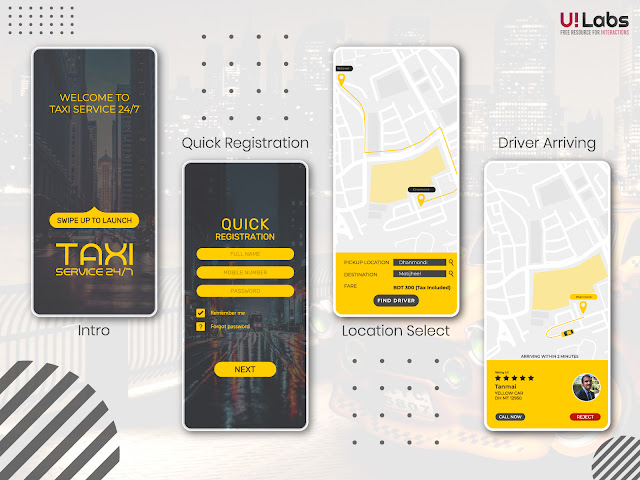 U!Labs
FREE RESOURCE FOR INTERACTIONS
WELCOME TO
TAXI SERVICE 24/7
SWIPE UP TO LAUNCH
TAXI
SERVICE 24/7
Intro
Quick Registration
QUICK
REGISTRATION
FULL NAME
MOBILE NUMBER
PASSWORD
Remember me
?
Forgot password
NEXT
Dhanmondi
PICKUP LOCATION
Dhanmondi
DESTINATION
Motijheel
FARE
BDT 300 (Tax Included)
FIND DRIVER
Location Select
Driver Arriving
ARRIVING WITHIN 2 MINUTES
Tanmai
YELLOW CAR
CALL NOW
REJECT